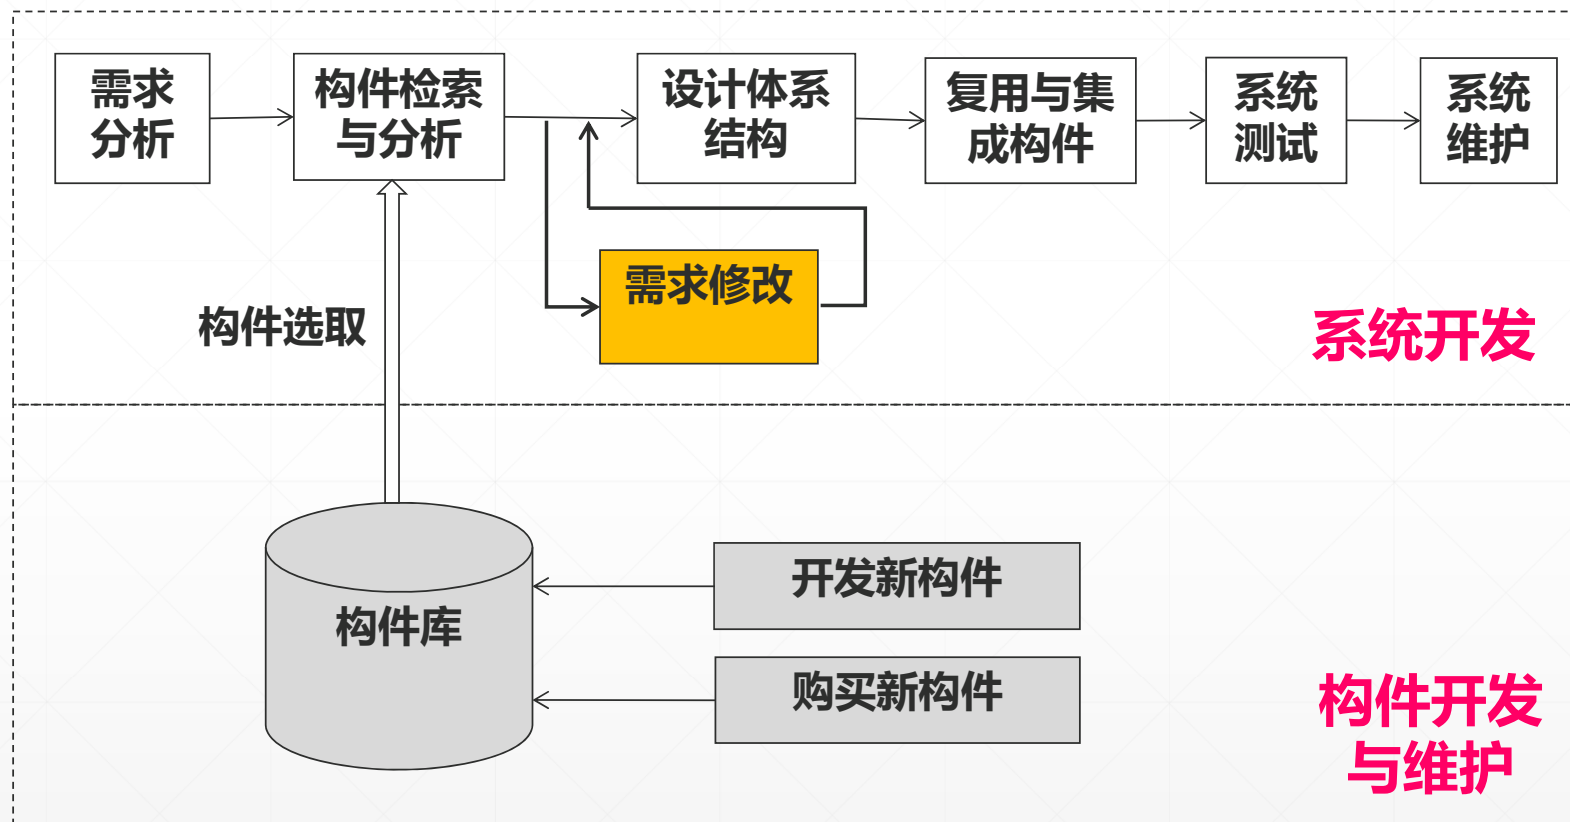 需求
分析
构件检索
与分析
设计体系
结构
复用与集
成构件
系统
测试
系统
维护
需求修改
构件选取
系统开发
构件库
开发新构件
购买新构件
构件开发
与维护